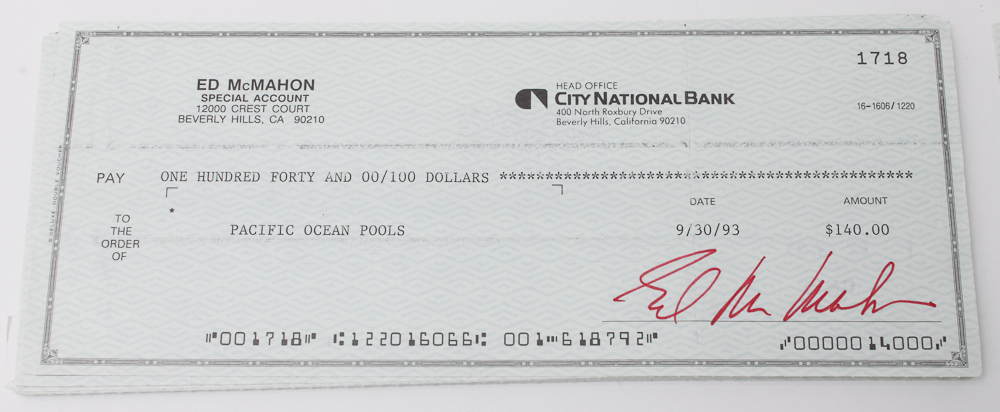 1718
ED McMAHON
SPECIAL ACCOUNT
12000 CREST COURT
BEVERLY HILLS, CA 90210
HEAD OFFICE
CITY NATIONAL BANK
400 North Roxbury Drive
Beverly Hills, California 90210
16-1606/1220
PAY ONE HUNDRED FORTY AND 00/100 DOLLARS *********************************************
*
DATE AMOUNT
TO
THE
ORDER
OF
PACIFIC OCEAN POOLS 9/30/93 $140.00
Ed McMahon
⑈001718⑈ ⑆122016066⑆ 001⑉618792⑈ ⑇0000014000⑇